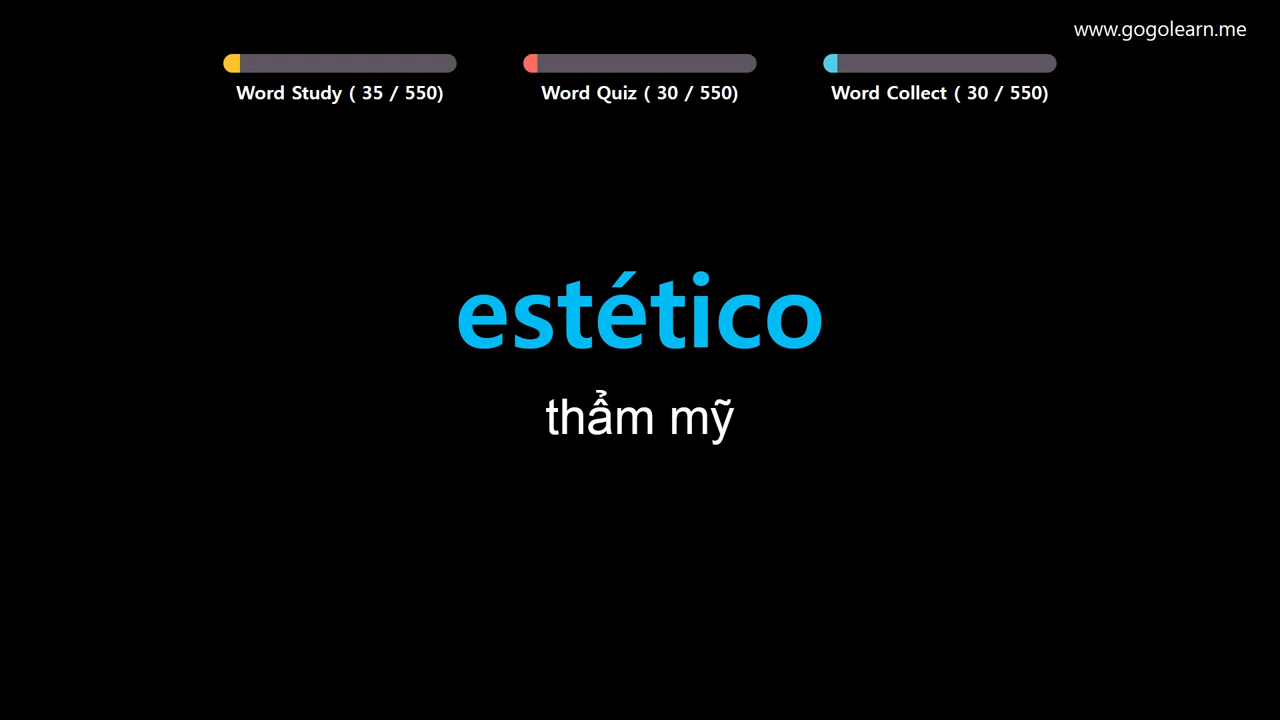 www.gogolearn.me
Word Study ( 35 / 550)
Word Quiz ( 30 / 550)
Word Collect ( 30 / 550)
estético
thẩm mỹ